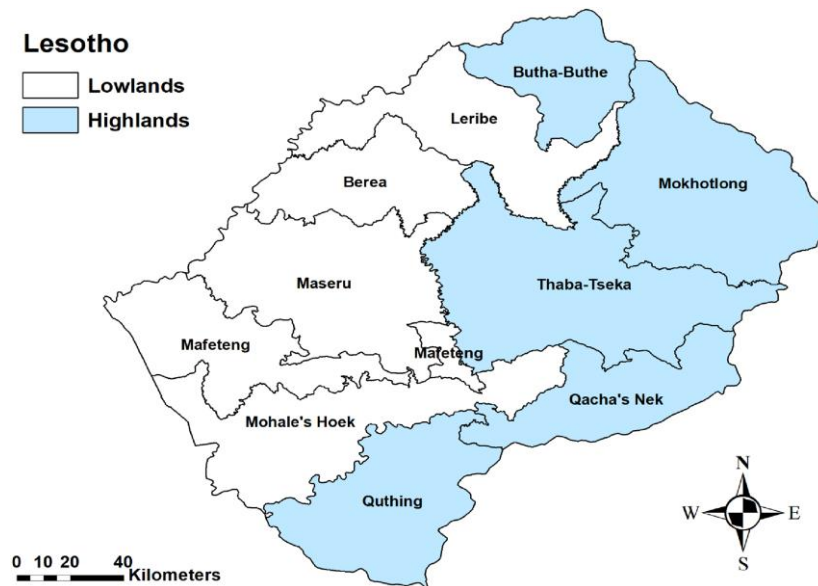 Lesotho
Lowlands
Highlands
Butha-Buthe
Leribe
Mokhotlong
Berea
Thaba-Tseka
Maseru
Mafeteng
Mafeteng
Qacha's Nek
Mohale's Hoek
Quthing
N
W E
S
0 10 20 40
Kilometers